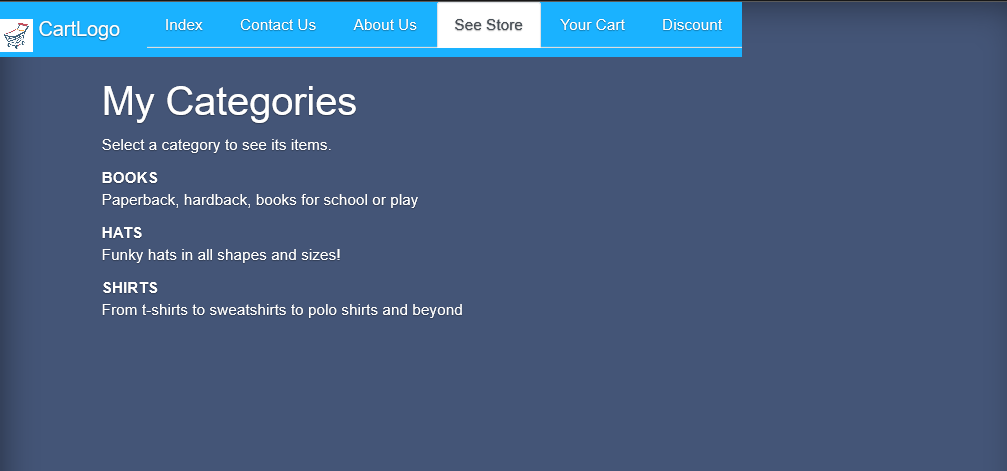 CartLogo
Index Contact Us About Us See Store Your Cart Discount
My Categories
Select a category to see its items.
BOOKS
Paperback, hardback, books for school or play
HATS
Funky hats in all shapes and sizes!
SHIRTS
From t-shirts to sweatshirts to polo shirts and beyond